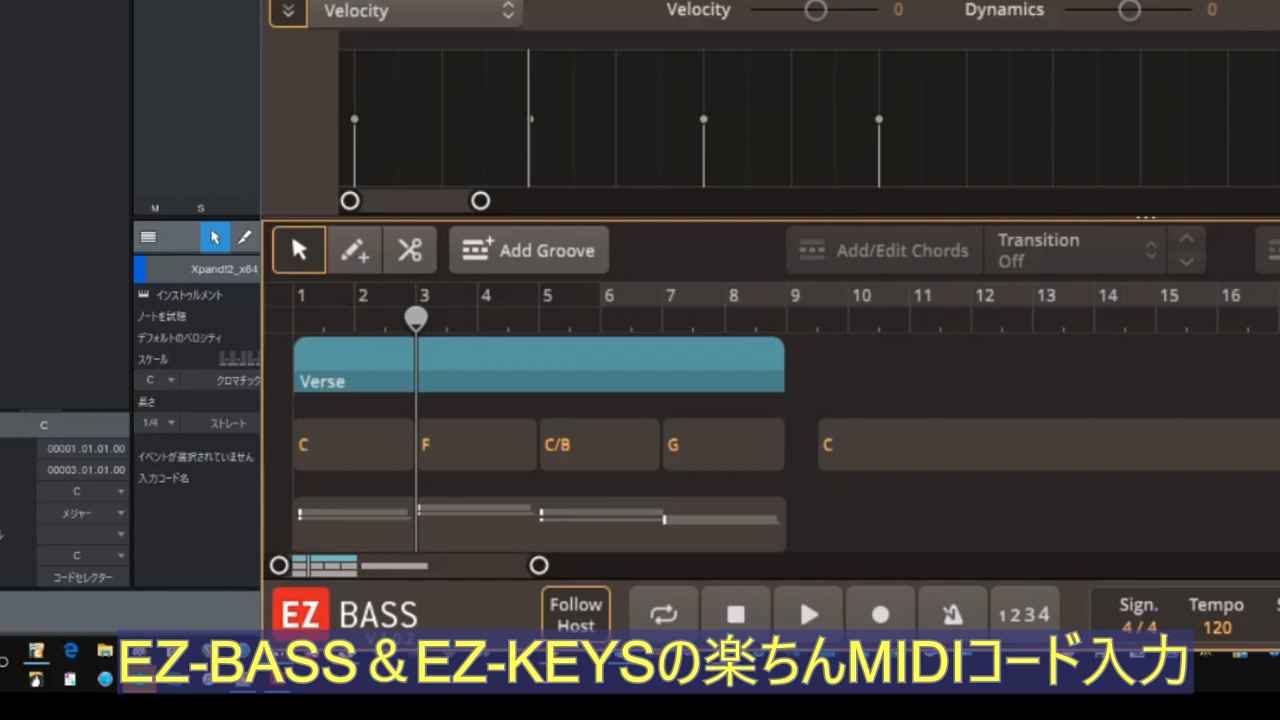 Velocity
Velocity 0 Dynamics 0
M S
Add Groove
Add/Edit Chords
Transition
Off
Xpand!2_x64
インストゥルメント
ノートを試聴
デフォルトのベロシティ
スケール
C クロマチック
長さ
1/4 ストレート
イベントが選択されていません
入力コード名
1 2 3 4 5 6 7 8 9 10 11 12 13 14 15 16
Verse
C F C/B G C
C
00001.01.01.00
00003.01.01.00
C
メジャー
C
コードセレクター
EZ BASS
Follow
Host
1 2 3 4
Sign.
4 / 4
Tempo
120
EZ-BASS＆EZ-KEYSの楽ちんMIDIコード入力